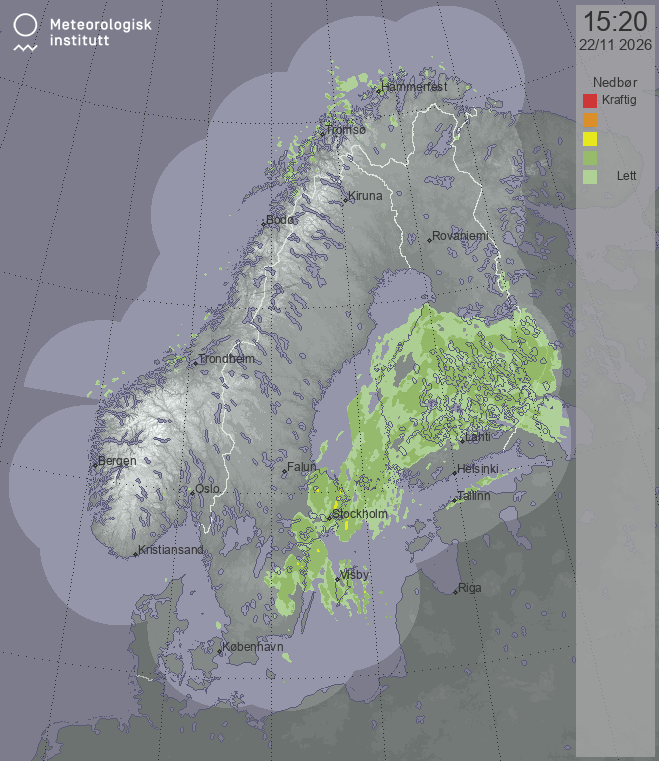 Meteorologisk
institutt
15:20
22/11 2026
Nedbør
Kraftig
Lett
Hammerfest
Tromsø
Kiruna
Bodø
Rovaniemi
Trondheim
Lahti
Bergen
Falun
Helsinki
Oslo
Tallinn
Stockholm
Kristiansand
Visby
Riga
København